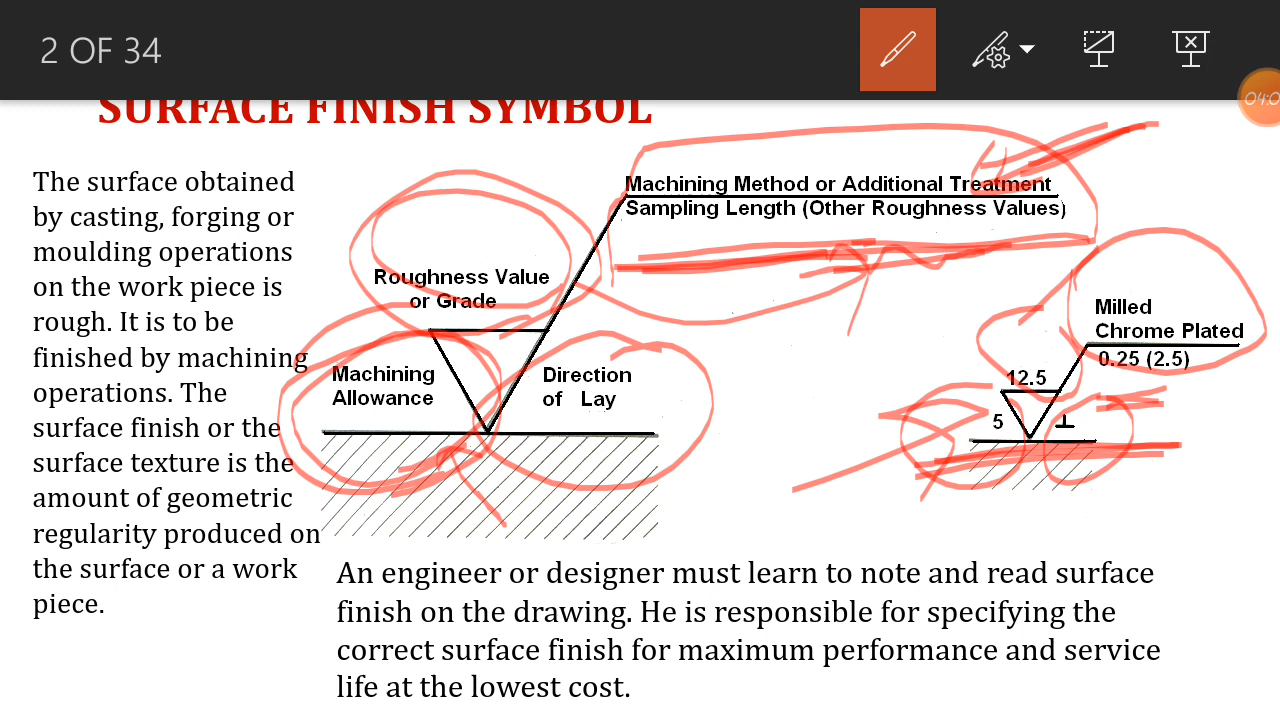 2 OF 34
04:0
SURFACE FINISH SYMBOL
The surface obtained
by casting, forging or
moulding operations
on the work piece is
rough. It is to be
finished by machining
operations. The
surface finish or the
surface texture is the
amount of geometric
regularity produced on
the surface or a work
piece.
Machining Method or Additional Treatment
Sampling Length (Other Roughness Values)
Roughness Value
or Grade
Machining
Allowance
Direction
of Lay
Milled
Chrome Plated
0.25 (2.5)
12.5
5
An engineer or designer must learn to note and read surface
finish on the drawing. He is responsible for specifying the
correct surface finish for maximum performance and service
life at the lowest cost.